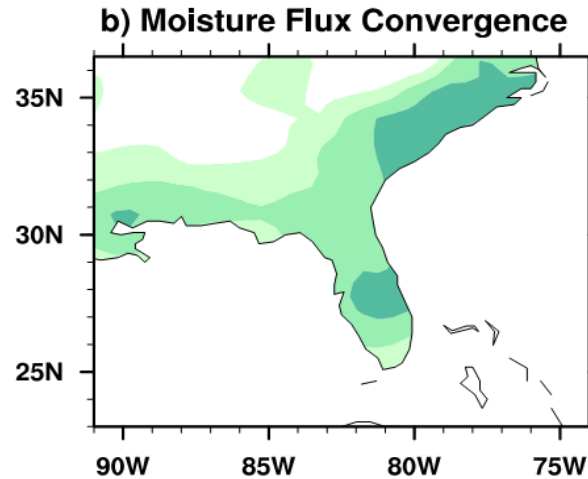 b) Moisture Flux Convergence
35N
30N
25N
90W 85W 80W 75W